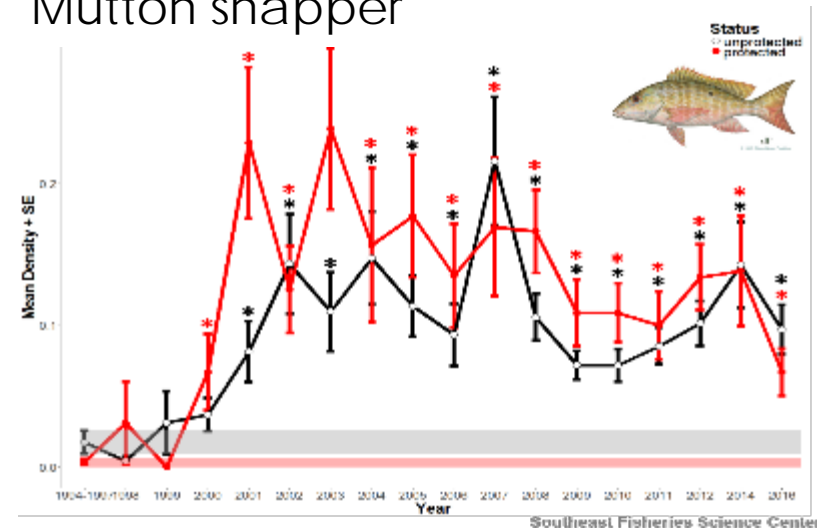 Mutton snapper
Status
unprotected
protected
Mean Density + SE
0.2
0.1
0.0
1994-1997 1998 1999 2000 2001 2002 2003 2004 2005 2006 2007 2008 2009 2010 2011 2012 2014 2016
Year
Southeast Fisheries Science Center